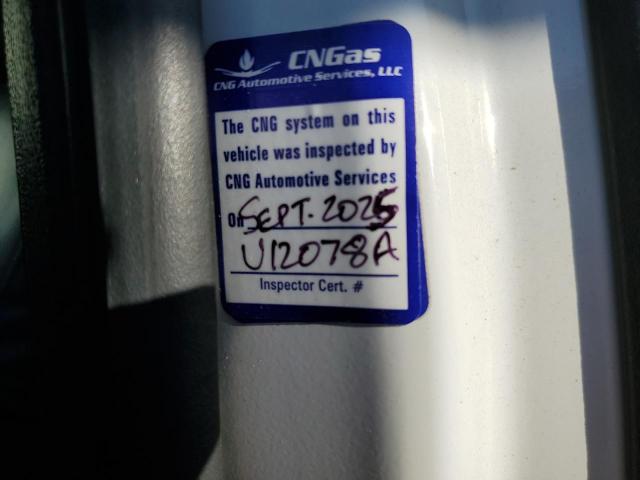 CNGas
CNG Automotive Services, LLC
The CNG system on this
vehicle was inspected by
CNG Automotive Services
On SEPT. 2025
U12078A
Inspector Cert. #